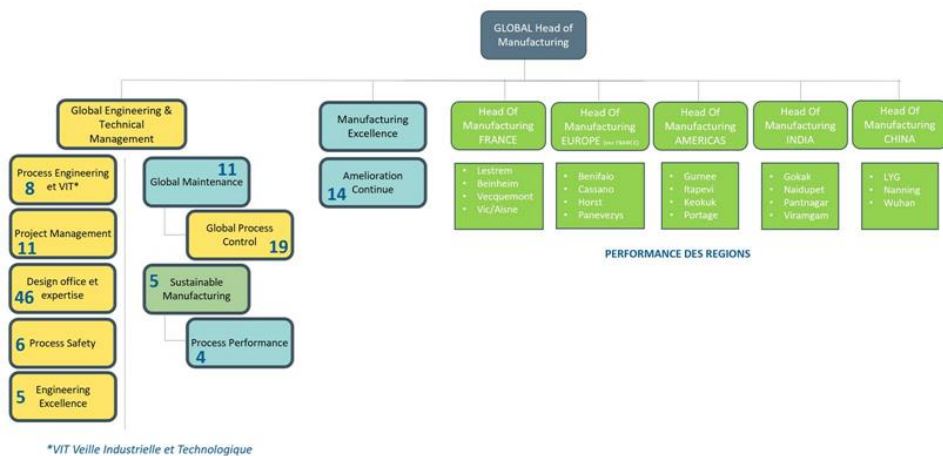 GLOBAL Head of
Manufacturing
Global Engineering &
Technical
Management
Manufacturing
Excellence
Head Of
Manufacturing
FRANCE
Head Of
Manufacturing
EUROPE (hors FRANCE)
Head Of
Manufacturing
AMERICAS
Head Of
Manufacturing
INDIA
Head Of
Manufacturing
CHINA
Process Engineering
et VIT*
8
Project Management
11
Design office et
expertise
46
Process Safety
6
Engineering
Excellence
5
11
Global Maintenance
Global Process
Control
19
5
Sustainable
Manufacturing
Process Performance
4
Amelioration
Continue
14
• Lestrem
• Beinheim
• Vecquemont
• Vic/Aisne
• Benifaio
• Cassano
• Horst
• Panevezys
• Gurnee
• Itapevi
• Keokuk
• Portage
• Gokak
• Naidupet
• Pantnagar
• Viramgam
• LYG
• Nanning
• Wuhan
PERFORMANCE DES REGIONS
*VIT Veille Industrielle et Technologique